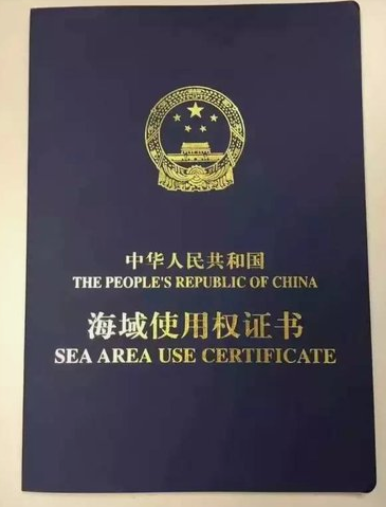 中华人民共和国
THE PEOPLE'S REPUBLIC OF CHINA
海域使用权证书
SEA AREA USE CERTIFICATE